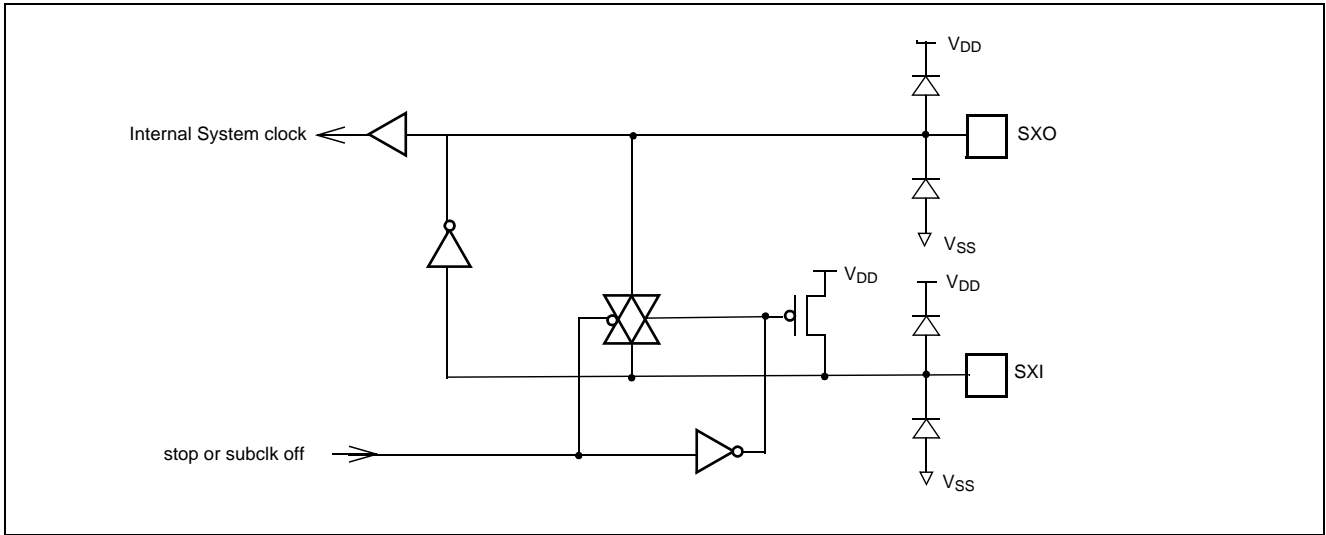 VDD
Internal System clock
SXO
VSS
VDD
VDD
SXI
stop or subclk off
VSS